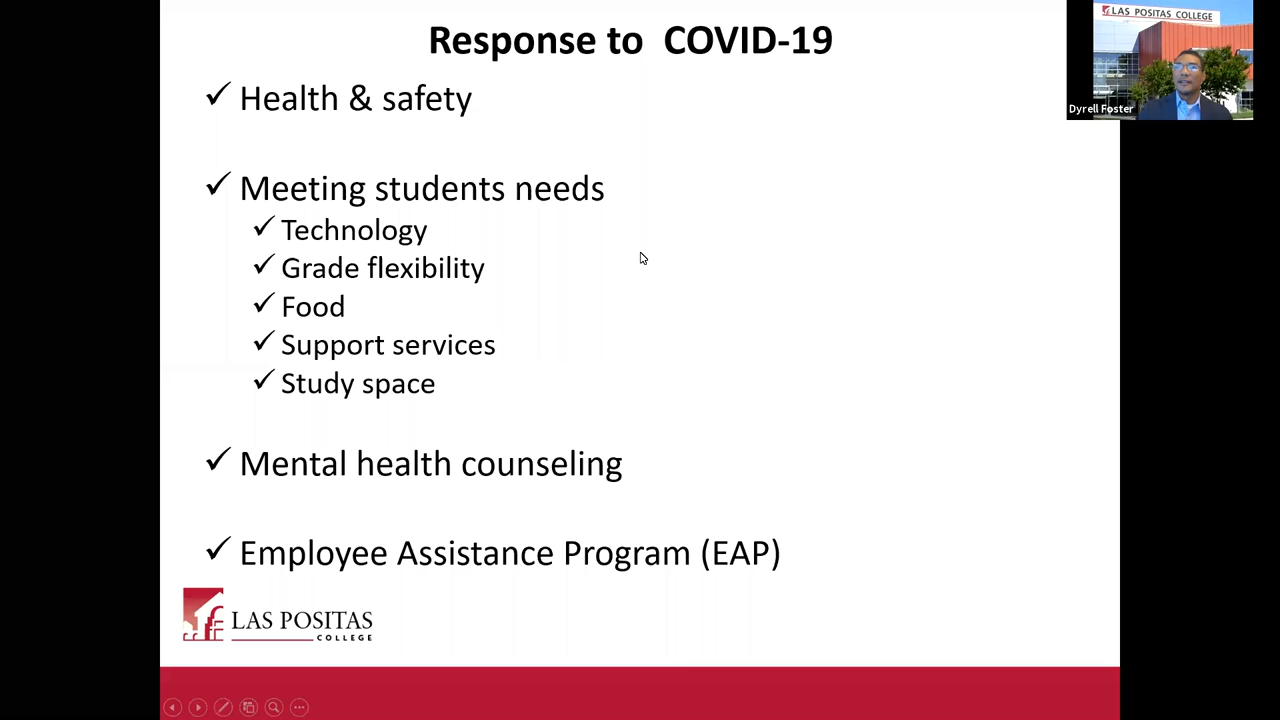 Response to COVID-19
Health & safety
Meeting students needs
Technology
Grade flexibility
Food
Support services
Study space
Mental health counseling
Employee Assistance Program (EAP)
LAS POSITAS
COLLEGE
LAS POSITAS COLLEGE
Dyrell Foster